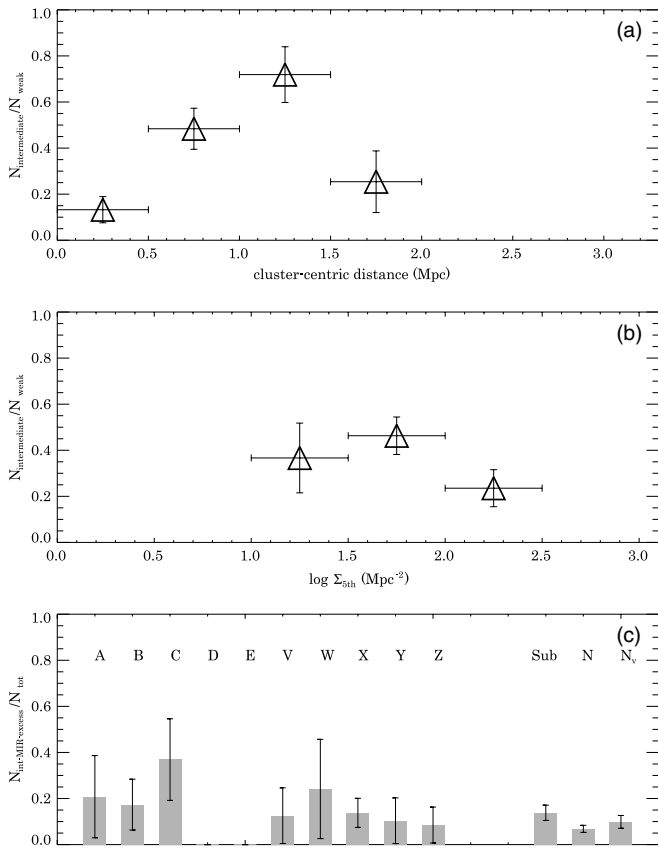 (a)
1.0
0.8
0.6
0.4
0.2
0.0
N_intermediate/N_weak
0.0 0.5 1.0 1.5 2.0 2.5 3.0
cluster-centric distance (Mpc)
(b)
1.0
0.8
0.6
0.4
0.2
0.0
N_intermediate/N_weak
0.0 0.5 1.0 1.5 2.0 2.5 3.0
log Σ_5th (Mpc^-2)
(c)
1.0
0.8
0.6
0.4
0.2
0.0
N_int-MIR-excess/N_tot
A B C D E V W X Y Z Sub N N_v